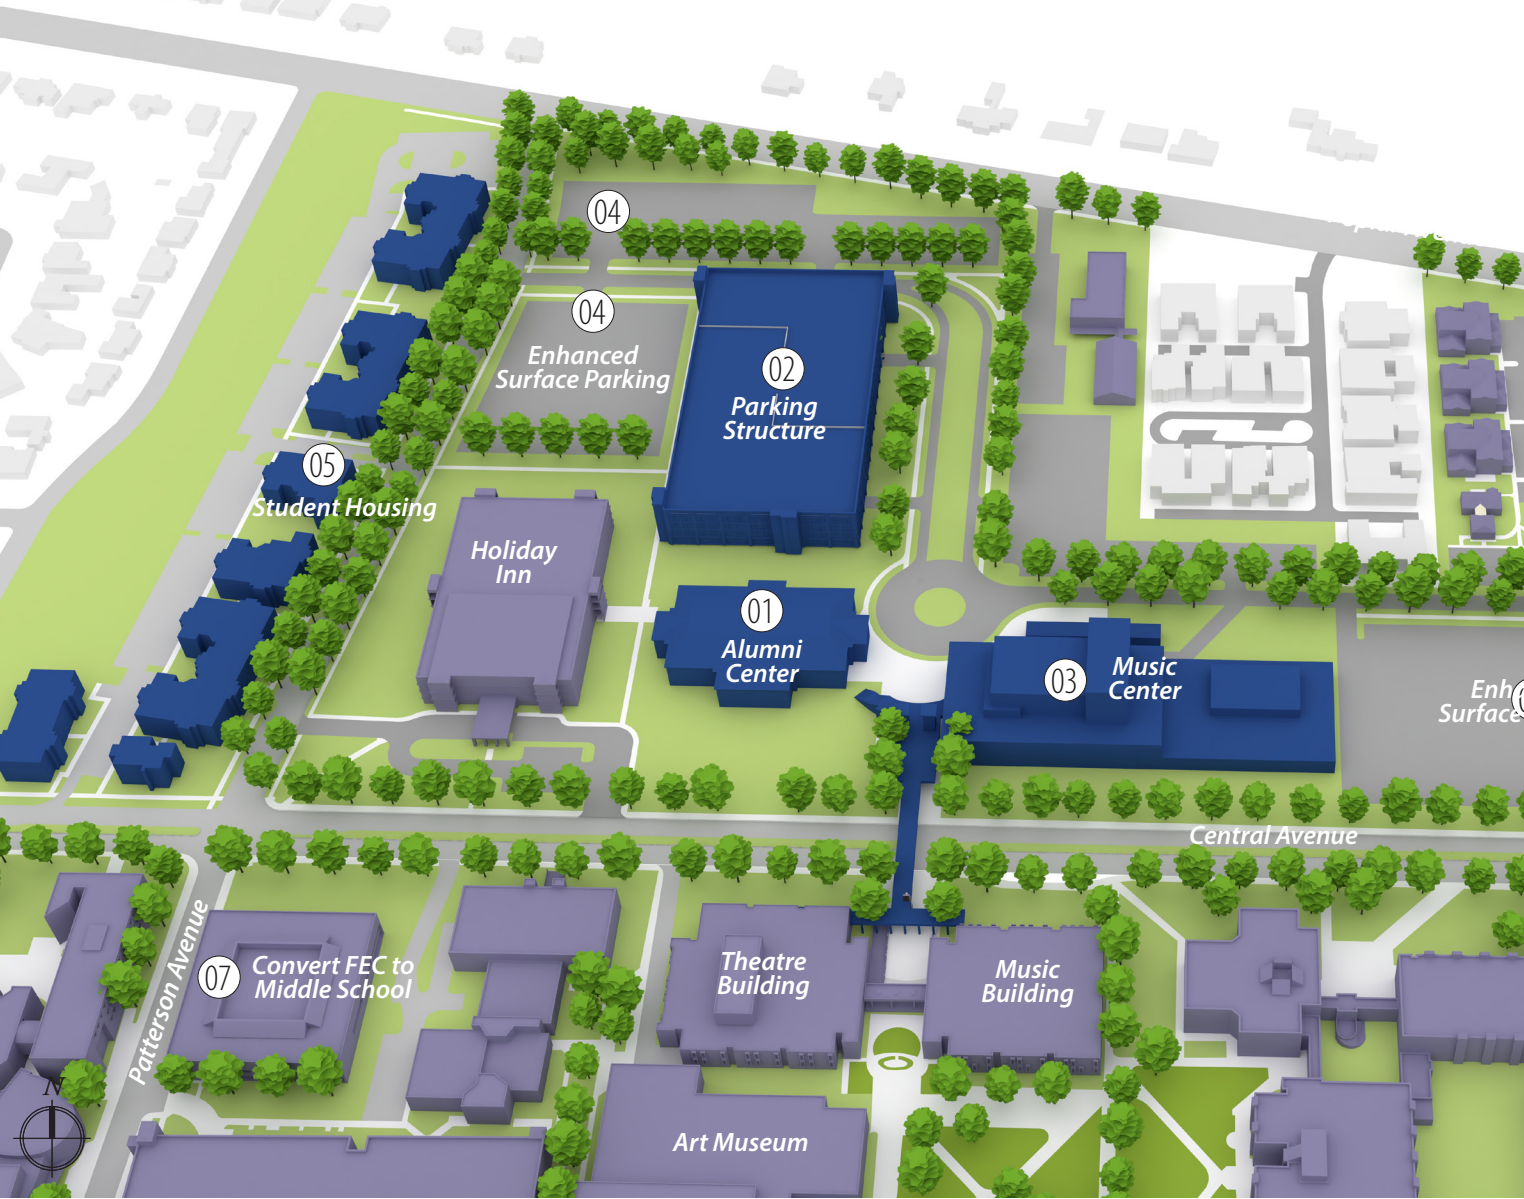 04
04
Enhanced
Surface Parking
02
Parking
Structure
05
Student Housing
Holiday
Inn
01
Alumni
Center
03
Music
Center
Surface
Central Avenue
Patterson Avenue
07
Convert FEC to
Middle School
Theatre
Building
Music
Building
N
Art Museum